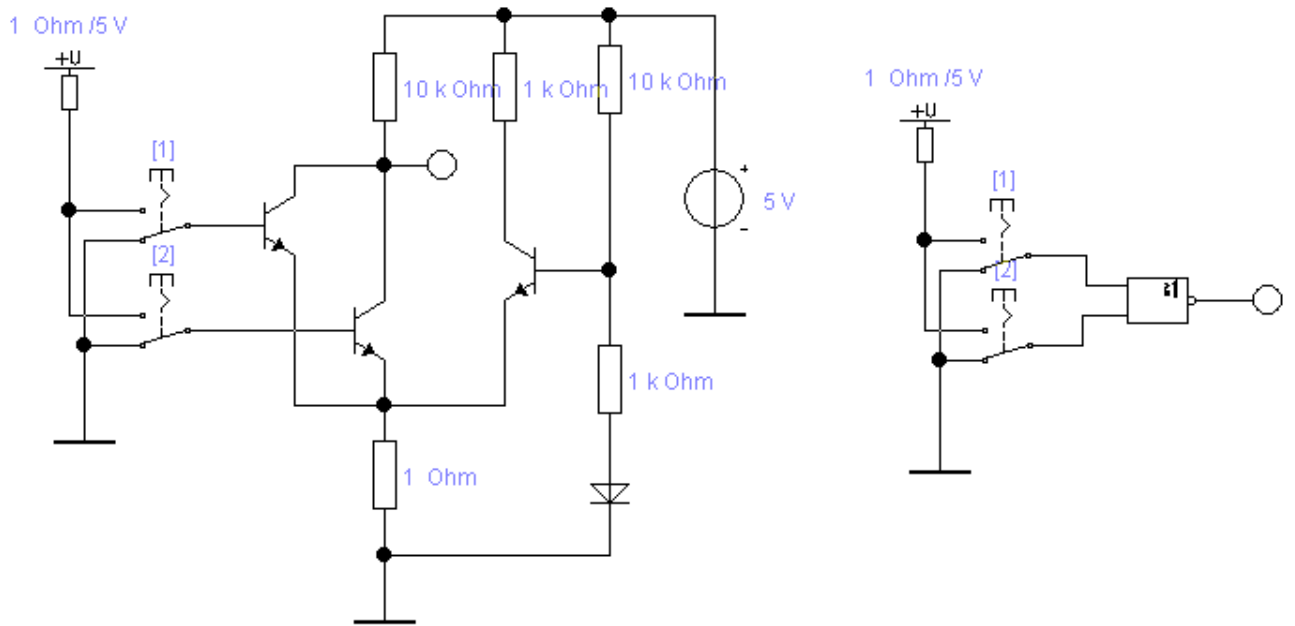 1 Ohm /5 V
+U
[1]
[2]
10 k Ohm
1 k Ohm
10 k Ohm
+
5 V
-
1 k Ohm
1 Ohm
1 Ohm /5 V
+U
[1]
[2]
≥1